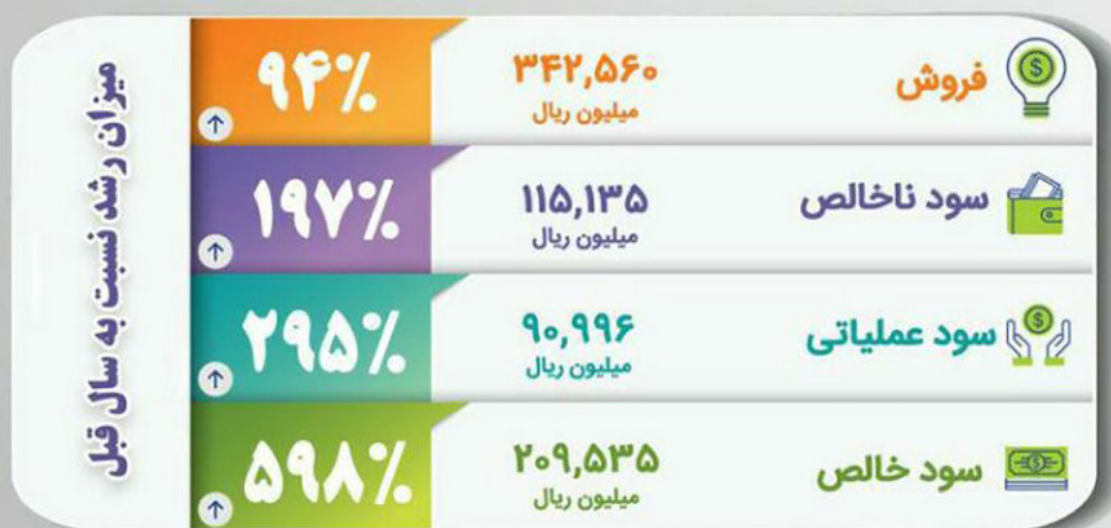 فروش
۳۴۲,۵۶۰
میلیون ریال
۹۴%
سود ناخالص
۱۱۵,۱۳۵
میلیون ریال
۱۹۷%
سود عملیاتی
۹۰,۹۹۶
میلیون ریال
۲۹۵%
سود خالص
۲۰۹,۵۳۵
میلیون ریال
۵۹۸%
میزان رشد نسبت به سال قبل